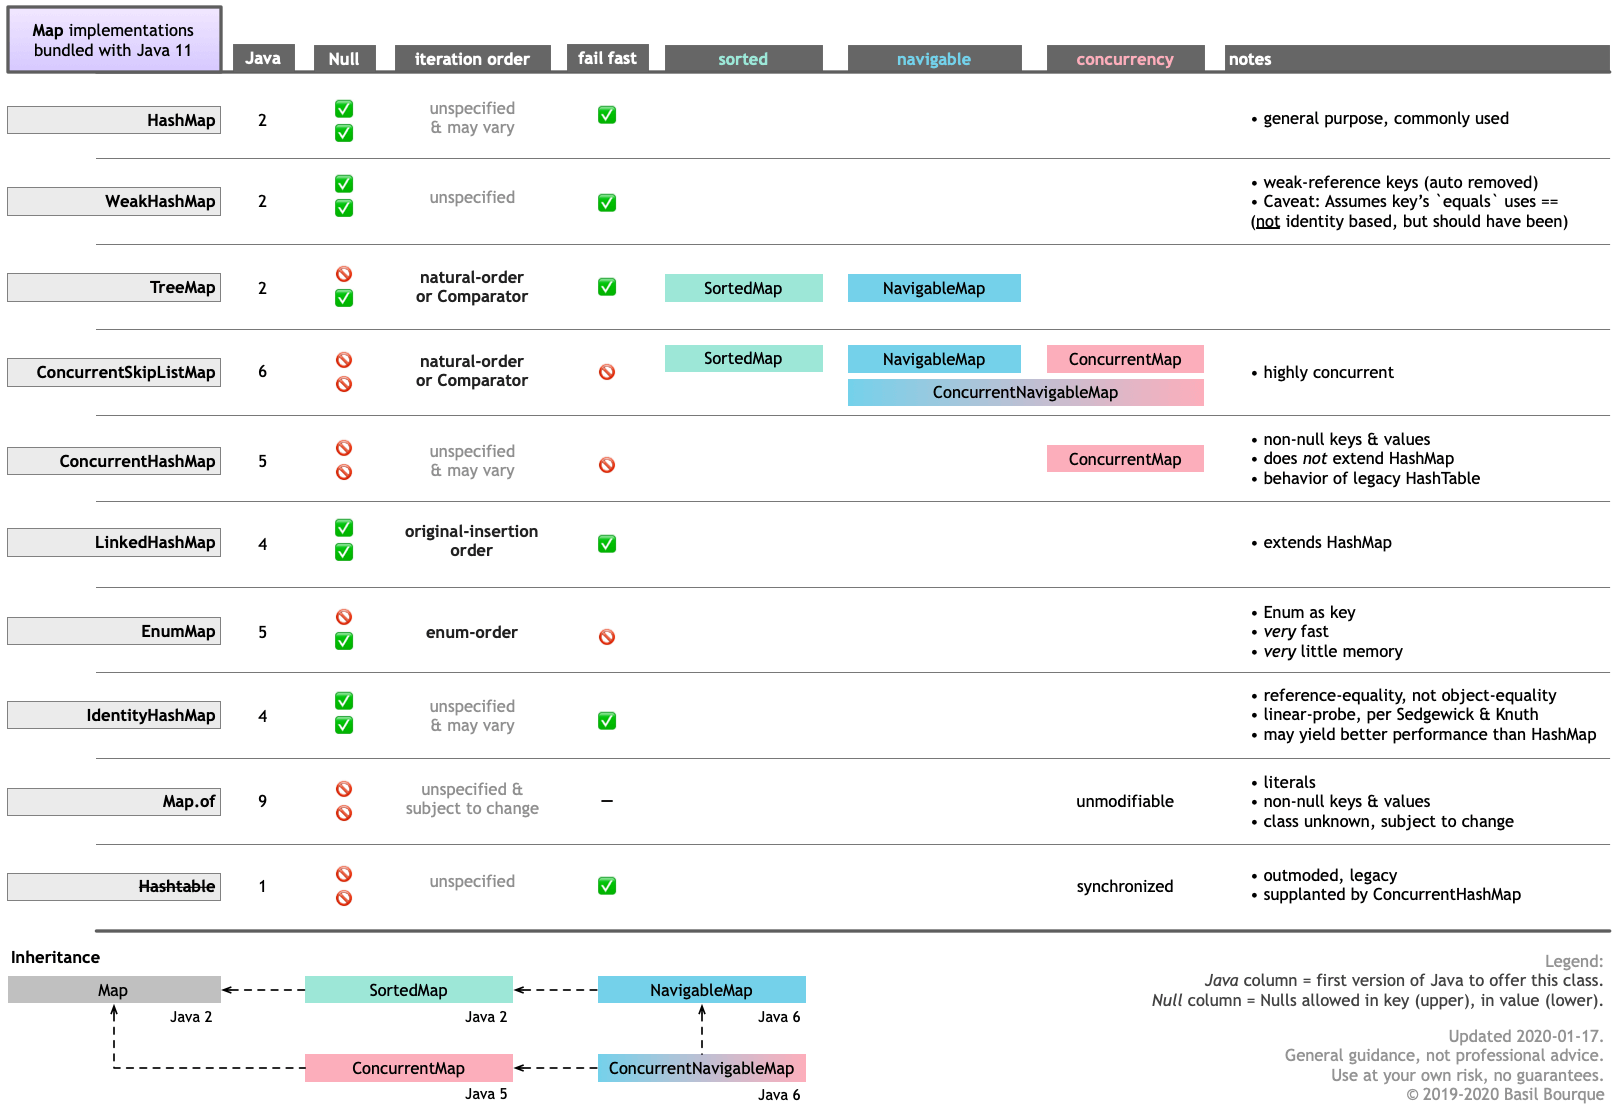 Map implementations
bundled with Java 11
Java
Null
iteration order
fail fast
sorted
navigable
concurrency
notes
HashMap
2
unspecified
& may vary
• general purpose, commonly used
WeakHashMap
2
unspecified
• weak-reference keys (auto removed)
• Caveat: Assumes key’s `equals` uses ==
(not identity based, but should have been)
TreeMap
2
natural-order
or Comparator
SortedMap
NavigableMap
ConcurrentSkipListMap
6
natural-order
or Comparator
SortedMap
NavigableMap
ConcurrentMap
ConcurrentNavigableMap
• highly concurrent
ConcurrentHashMap
5
unspecified
& may vary
ConcurrentMap
• non-null keys & values
• does not extend HashMap
• behavior of legacy HashTable
LinkedHashMap
4
original-insertion
order
• extends HashMap
EnumMap
5
enum-order
• Enum as key
• very fast
• very little memory
IdentityHashMap
4
unspecified
& may vary
• reference-equality, not object-equality
• linear-probe, per Sedgewick & Knuth
• may yield better performance than HashMap
Map.of
9
unspecified &
subject to change
–
unmodifiable
• literals
• non-null keys & values
• class unknown, subject to change
Hashtable
1
unspecified
synchronized
• outmoded, legacy
• supplanted by ConcurrentHashMap
Inheritance
Map
Java 2
SortedMap
Java 2
NavigableMap
Java 6
ConcurrentMap
Java 5
ConcurrentNavigableMap
Java 6
Legend:
Java column = first version of Java to offer this class.
Null column = Nulls allowed in key (upper), in value (lower).
Updated 2020-01-17.
General guidance, not professional advice.
Use at your own risk, no guarantees.
© 2019-2020 Basil Bourque